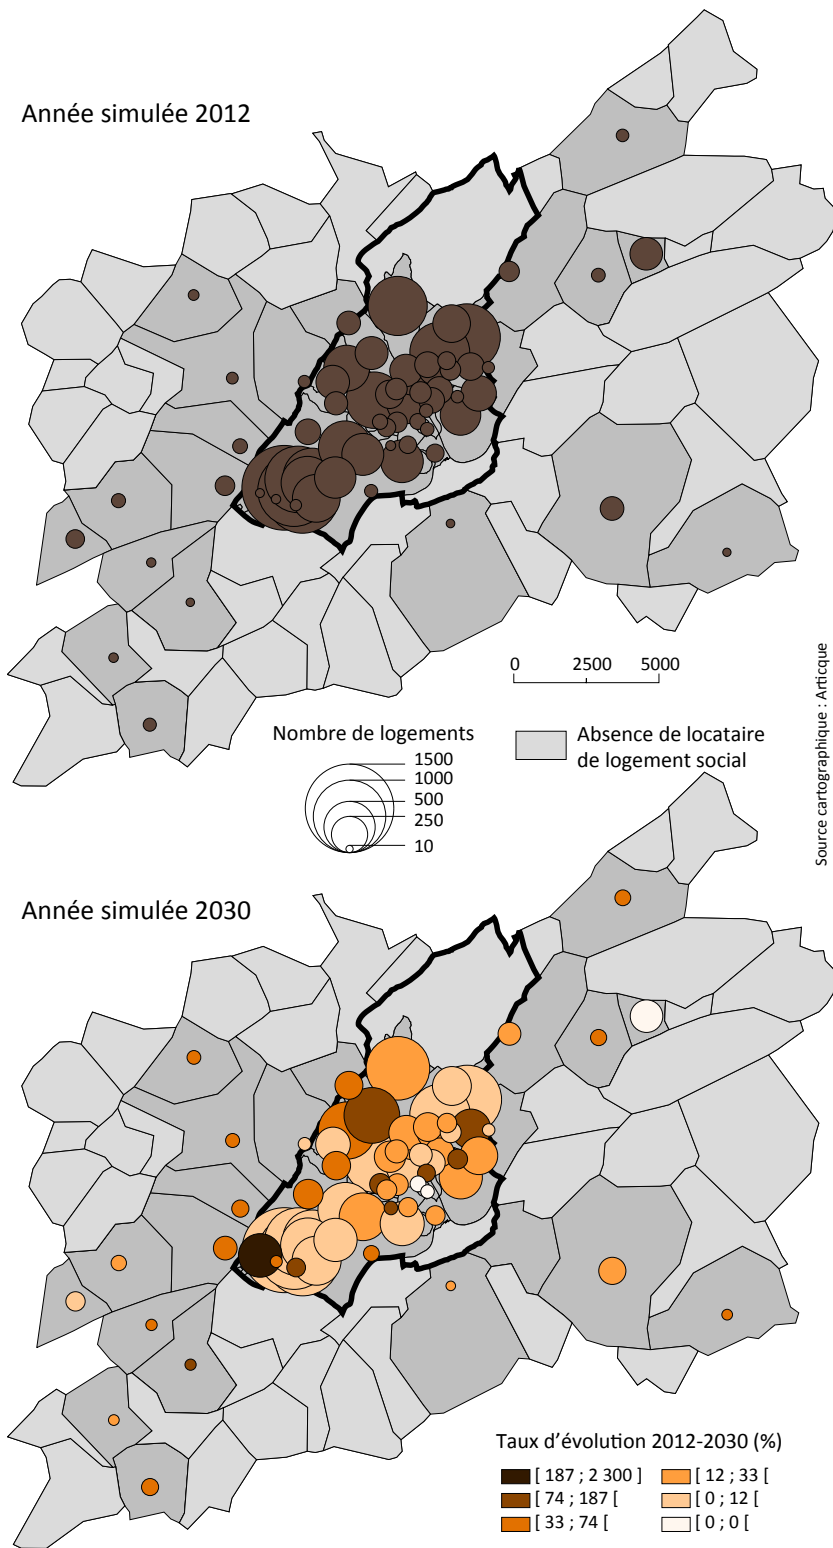 Année simulée 2012
0 2500 5000
Nombre de logements
1500
1000
500
250
10
Absence de locataire
de logement social
Source cartographique : Articque
Année simulée 2030
Taux d'évolution 2012-2030 (%)
[ 187 ; 2 300 ]
[ 74 ; 187 [
[ 33 ; 74 [
[ 12 ; 33 [
[ 0 ; 12 [
[ 0 ; 0 [